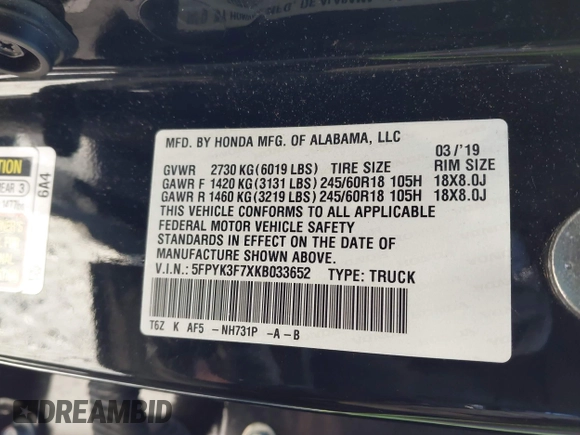 MFD. BY HONDA MFG. OF ALABAMA, LLC
03/'19
GVWR 2730 KG(6019 LBS) TIRE SIZE RIM SIZE
GAWR F 1420 KG(3131 LBS)245/60R18 105H 18X8.0J
GAWR R 1460 KG(3219 LBS)245/60R18 105H 18X8.0J
THIS VEHICLE CONFORMS TO ALL APPLICABLE
FEDERAL MOTOR VEHICLE SAFETY
STANDARDS IN EFFECT ON THE DATE OF
MANUFACTURE SHOWN ABOVE.
V.I.N.: 5FPYK3F7XKB033652 TYPE: TRUCK
T6Z K AF5 -NH731P -A-B
6A4
DREAMBID